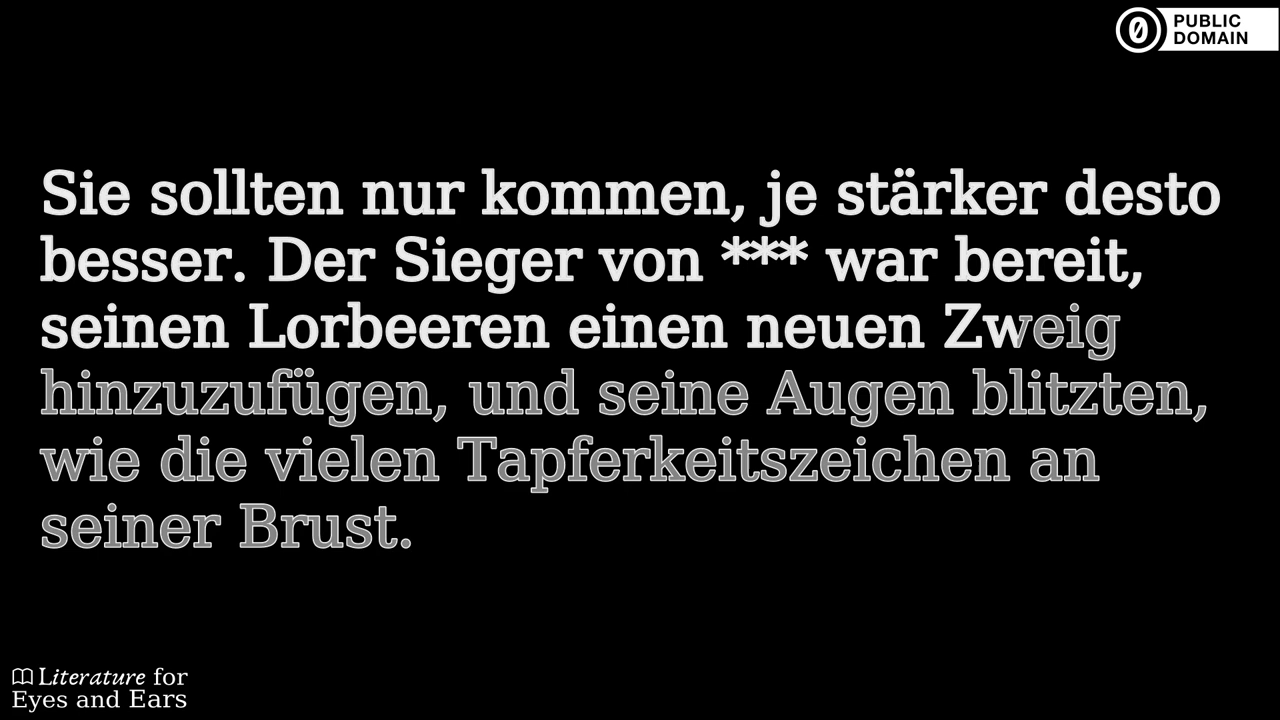 PUBLIC
DOMAIN
Sie sollten nur kommen, je stärker desto
besser. Der Sieger von *** war bereit,
seinen Lorbeeren einen neuen Zweig
hinzuzufügen, und seine Augen blitzten,
wie die vielen Tapferkeitszeichen an
seiner Brust.
Literature for
Eyes and Ears